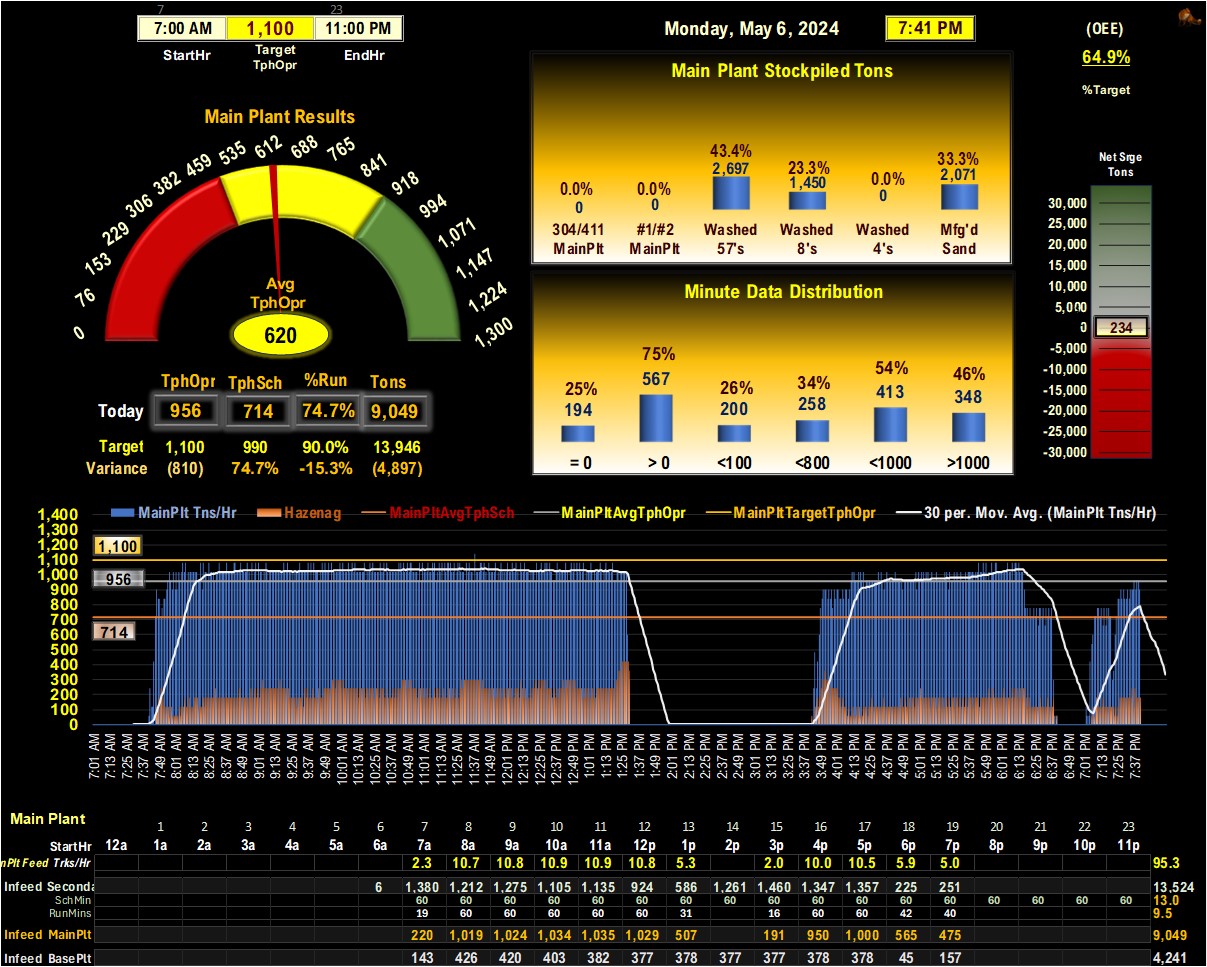 7 23
7:00 AM 1,100 11:00 PM
StartHr Target TphOpr EndHr
Monday, May 6, 2024 7:41 PM
(OEE)
64.9%
%Target
Main Plant Results
0 76 153 229 306 382 459 535 612 688 765 841 918 994 1,071 1,147 1,224 1,300
Avg
TphOpr
620
TphOpr TphSch %Run Tons
Today 956 714 74.7% 9,049
Target 1,100 990 90.0% 13,946
Variance (810) 74.7% -15.3% (4,897)
Main Plant Stockpiled Tons
0.0% 0.0% 43.4% 23.3% 0.0% 33.3%
0 0 2,697 1,450 0 2,071
304/411 #1/#2 Washed Washed Washed Mfg'd
MainPlt MainPlt 57's 8's 4's Sand
Minute Data Distribution
25% 75% 26% 34% 54% 46%
194 567 200 258 413 348
= 0 > 0 <100 <800 <1000 >1000
Net Srge
Tons
30,000
25,000
20,000
15,000
10,000
5,000
0 234
-5,000
-10,000
-15,000
-20,000
-25,000
-30,000
MainPlt Tns/Hr Hazenag MainPltAvgTphSch MainPltAvgTphOpr MainPltTargetTphOpr 30 per. Mov. Avg. (MainPlt Tns/Hr)
1,400
1,300
1,200
1,100
1,000
900
800
700
600
500
400
300
200
100
0
1,100
956
714
7:01 AM 7:13 AM 7:25 AM 7:37 AM 7:49 AM 8:01 AM 8:13 AM 8:25 AM 8:37 AM 8:49 AM 9:01 AM 9:13 AM 9:25 AM 9:37 AM 9:49 AM 10:01 AM 10:13 AM 10:25 AM 10:37 AM 10:49 AM 11:01 AM 11:13 AM 11:25 AM 11:37 AM 11:49 AM 12:01 PM 12:13 PM 12:25 PM 12:37 PM 12:49 PM 1:01 PM 1:13 PM 1:25 PM 1:37 PM 1:49 PM 2:01 PM 2:13 PM 2:25 PM 2:37 PM 2:49 PM 3:01 PM 3:13 PM 3:25 PM 3:37 PM 3:49 PM 4:01 PM 4:13 PM 4:25 PM 4:37 PM 4:49 PM 5:01 PM 5:13 PM 5:25 PM 5:37 PM 5:49 PM 6:01 PM 6:13 PM 6:25 PM 6:37 PM 6:49 PM 7:01 PM 7:13 PM 7:25 PM 7:37 PM
Main Plant
1 2 3 4 5 6 7 8 9 10 11 12 13 14 15 16 17 18 19 20 21 22 23
StartHr 12a 1a 2a 3a 4a 5a 6a 7a 8a 9a 10a 11a 12p 1p 2p 3p 4p 5p 6p 7p 8p 9p 10p 11p
nPlt Feed Trks/Hr 2.3 10.7 10.8 10.9 10.9 10.8 5.3 2.0 10.0 10.5 5.9 5.0 95.3
Infeed Seconda 6 1,380 1,212 1,275 1,105 1,135 924 586 1,261 1,460 1,347 1,357 225 251 13,524
SchMin 60 60 60 60 60 60 60 60 60 60 60 60 60 60 60 60 60 13.0
RunMins 19 60 60 60 60 60 31 16 60 60 42 40 9.5
Infeed MainPlt 220 1,019 1,024 1,034 1,035 1,029 507 191 950 1,000 565 475 9,049
Infeed BasePlt 143 426 420 403 382 377 378 377 377 378 378 45 157 4,241